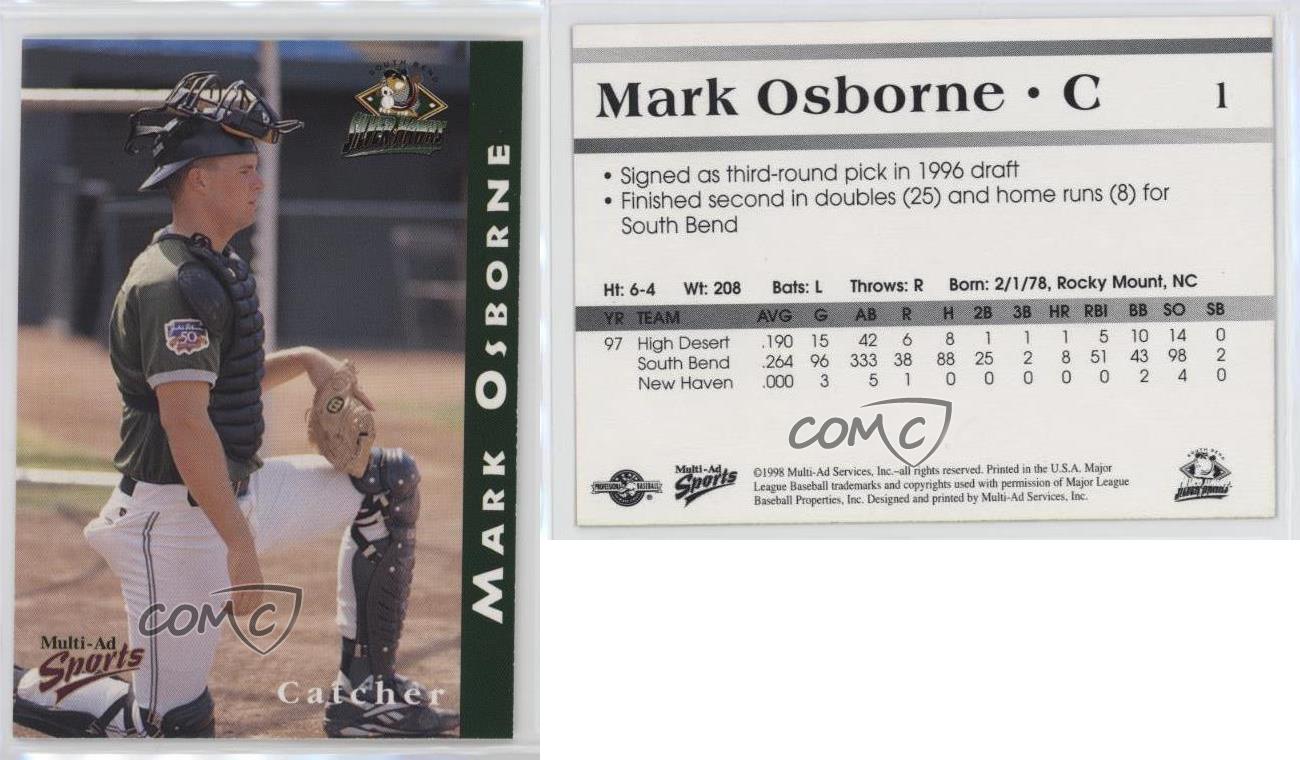 SOUTH BEND
SILVER HAWKS
MARK OSBORNE
50
Multi-Ad
Sports
Catcher
COMC
Mark Osborne • C 1
• Signed as third-round pick in 1996 draft
• Finished second in doubles (25) and home runs (8) for
South Bend
Ht: 6-4 Wt: 208 Bats: L Throws: R Born: 2/1/78, Rocky Mount, NC
YR TEAM AVG G AB R H 2B 3B HR RBI BB SO SB
97 High Desert .190 15 42 6 8 1 1 1 5 10 14 0
South Bend .264 96 333 38 88 25 2 8 51 43 98 2
New Haven .000 3 5 1 0 0 0 0 0 2 4 0
COMC
PROFESSIONAL BASEBALL
Multi-Ad
Sports
©1998 Multi-Ad Services, Inc.–all rights reserved. Printed in the U.S.A. Major
League Baseball trademarks and copyrights used with permission of Major League
Baseball Properties, Inc. Designed and printed by Multi-Ad Services, Inc.